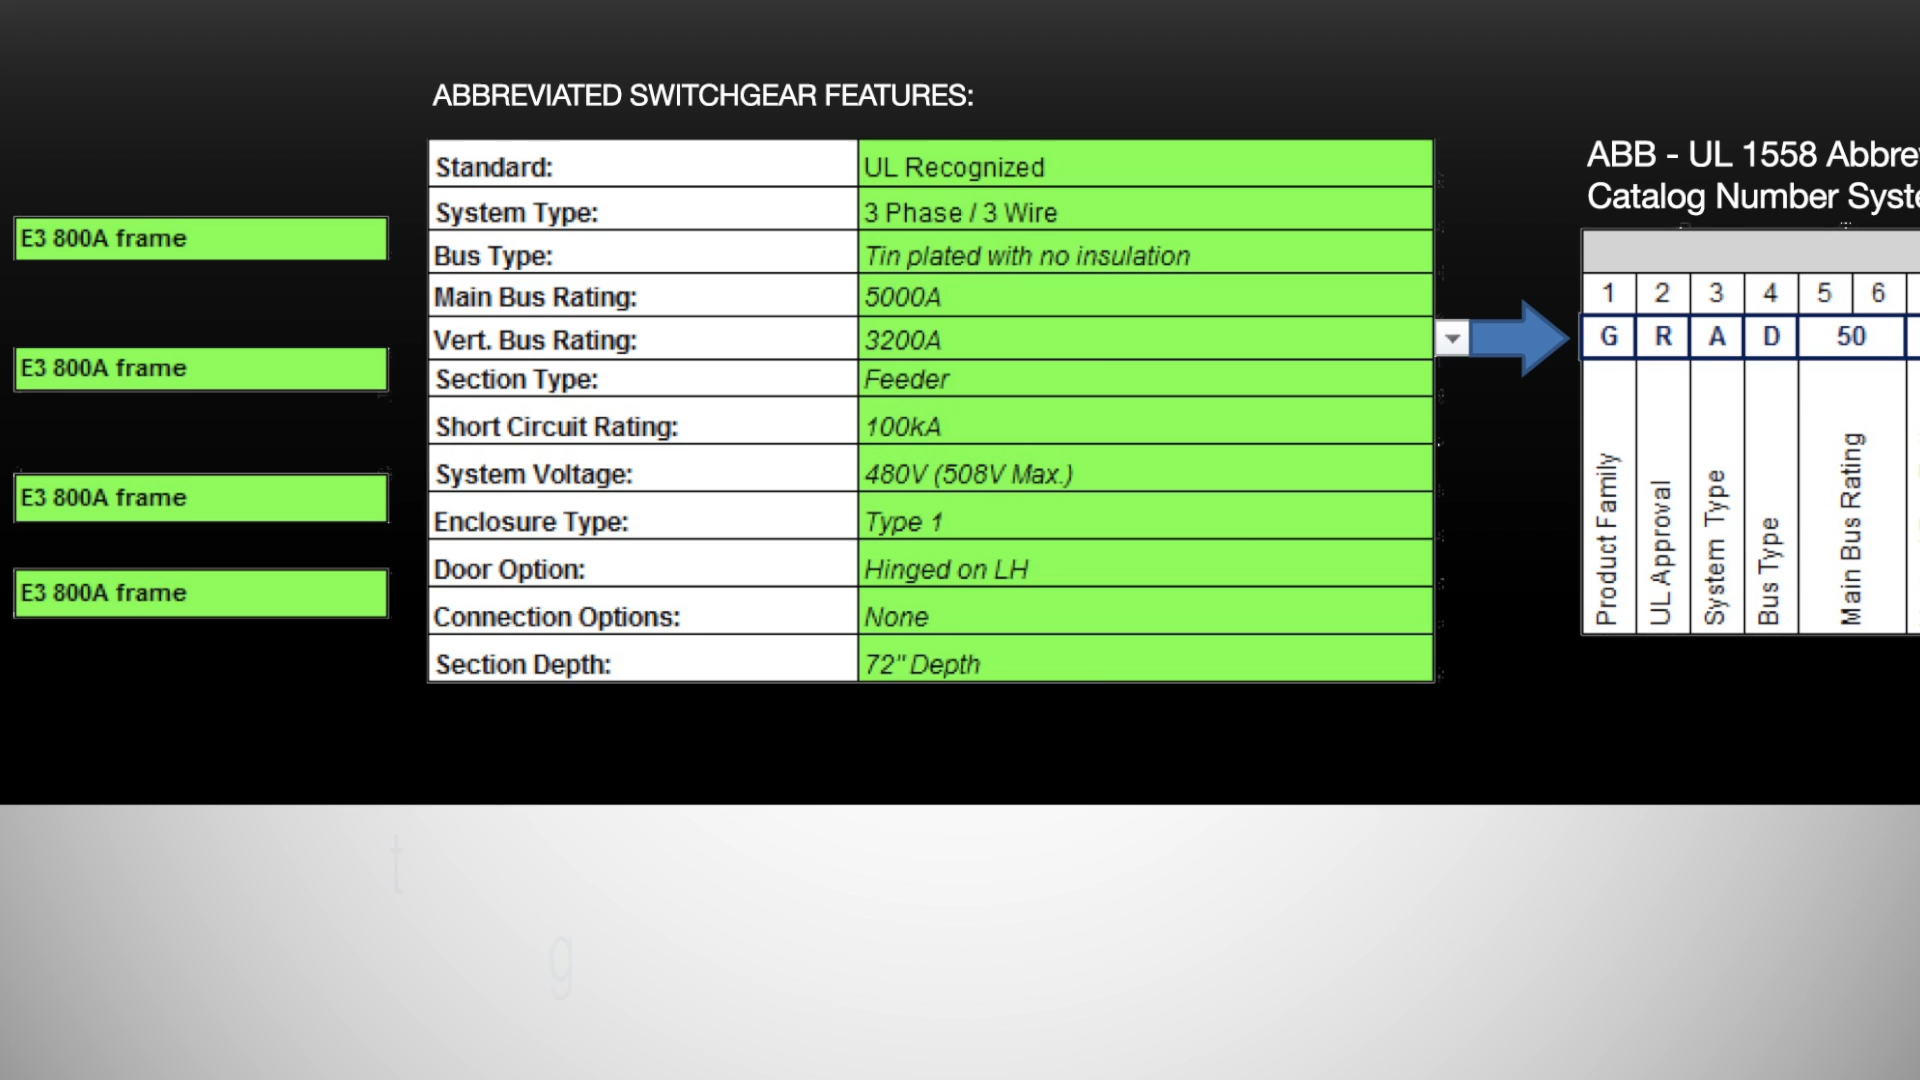 ABBREVIATED SWITCHGEAR FEATURES:
E3 800A frame
E3 800A frame
E3 800A frame
E3 800A frame
Standard: UL Recognized
System Type: 3 Phase / 3 Wire
Bus Type: Tin plated with no insulation
Main Bus Rating: 5000A
Vert. Bus Rating: 3200A
Section Type: Feeder
Short Circuit Rating: 100kA
System Voltage: 480V (508V Max.)
Enclosure Type: Type 1
Door Option: Hinged on LH
Connection Options: None
Section Depth: 72" Depth
ABB - UL 1558 Abbre
Catalog Number Syst
1 2 3 4 5 6
G R A D 50
Product Family
UL Approval
System Type
Bus Type
Main Bus Rating
t
g